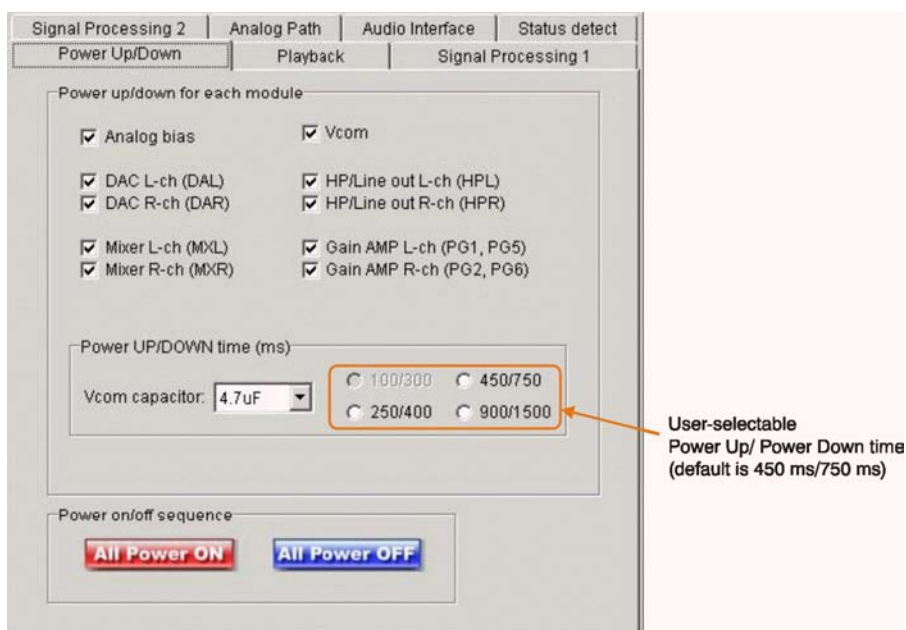 Signal Processing 2 Analog Path Audio Interface Status detect
Power Up/Down Playback Signal Processing 1
Power up/down for each module
Analog bias Vcom
DAC L-ch (DAL) HP/Line out L-ch (HPL)
DAC R-ch (DAR) HP/Line out R-ch (HPR)
Mixer L-ch (MXL) Gain AMP L-ch (PG1, PG5)
Mixer R-ch (MXR) Gain AMP R-ch (PG2, PG6)
Power UP/DOWN time (ms)
Vcom capacitor: 4.7uF
100/300 450/750
250/400 900/1500
User-selectable
Power Up/ Power Down time
(default is 450 ms/750 ms)
Power on/off sequence
All Power ON All Power OFF